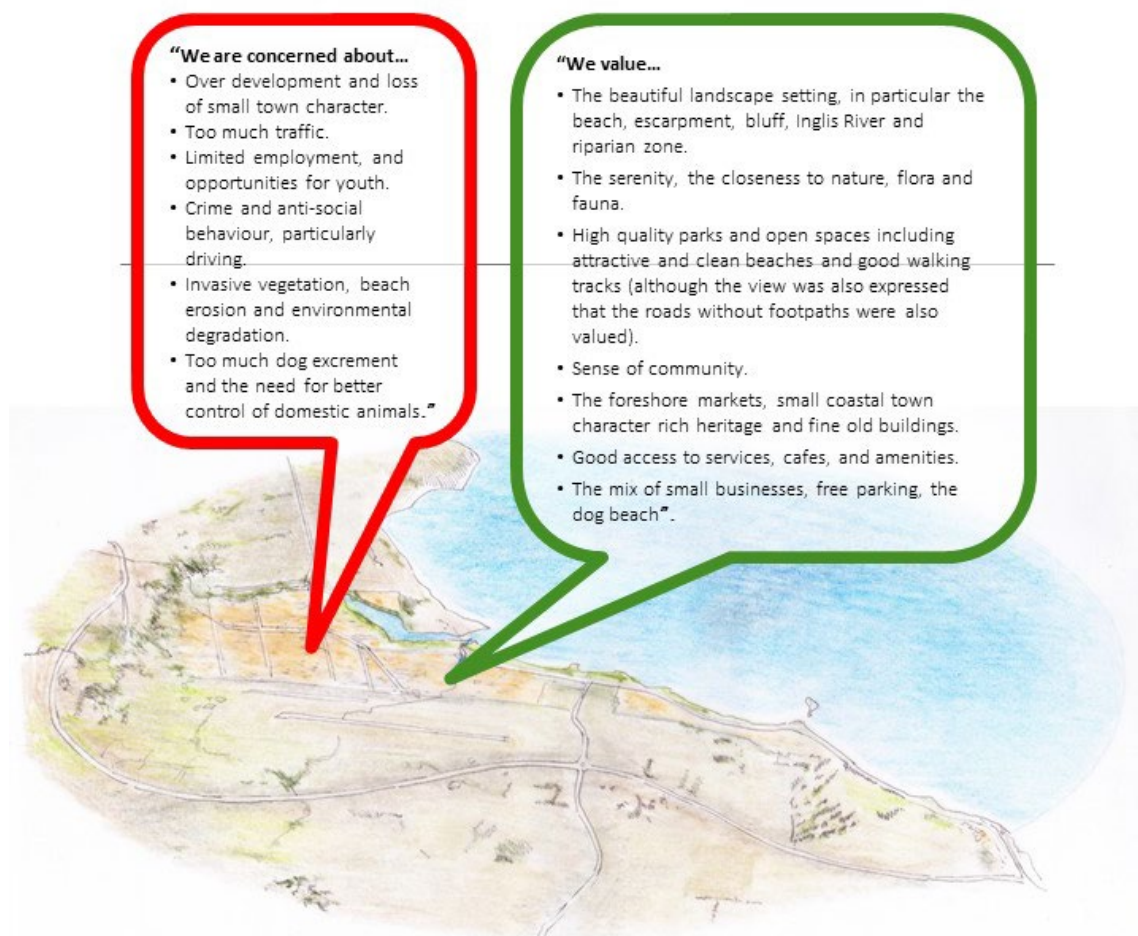 “We are concerned about...
• Over development and loss
of small town character.
• Too much traffic.
• Limited employment, and
opportunities for youth.
• Crime and anti-social
behaviour, particularly
driving.
• Invasive vegetation, beach
erosion and environmental
degradation.
• Too much dog excrement
and the need for better
control of domestic animals.”
“We value...
• The beautiful landscape setting, in particular the
beach, escarpment, bluff, Inglis River and
riparian zone.
• The serenity, the closeness to nature, flora and
fauna.
• High quality parks and open spaces including
attractive and clean beaches and good walking
tracks (although the view was also expressed
that the roads without footpaths were also
valued).
• Sense of community.
• The foreshore markets, small coastal town
character rich heritage and fine old buildings.
• Good access to services, cafes, and amenities.
• The mix of small businesses, free parking, the
dog beach”.